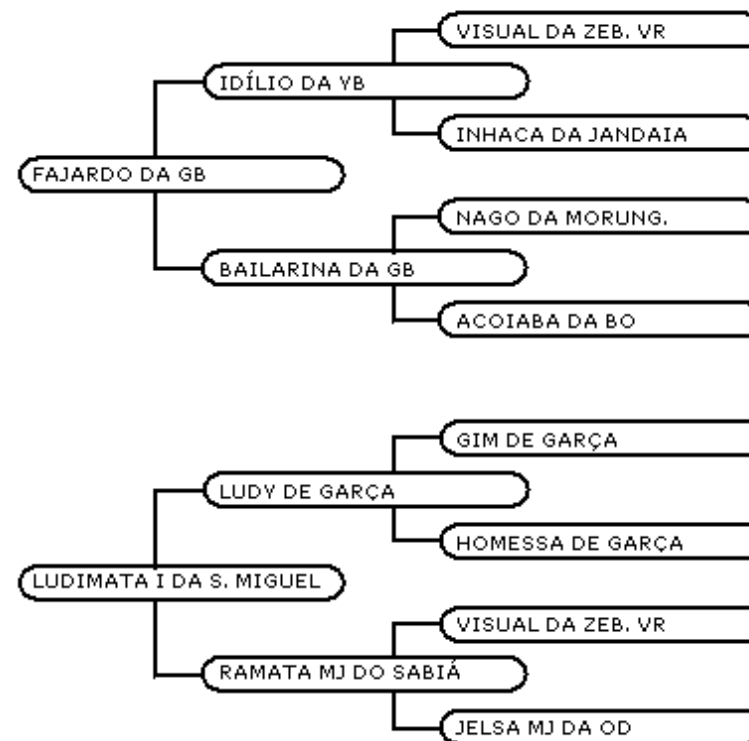 VISUAL DA ZEB. VR
IDÍLIO DA YB
INHACA DA JANDAIA
FAJARDO DA GB
NAGO DA MORUNG.
BAILARINA DA GB
ACOIABA DA BO
GIM DE GARÇA
LUDY DE GARÇA
HOMESSA DE GARÇA
LUDIMATA I DA S. MIGUEL
VISUAL DA ZEB. VR
RAMATA MJ DO SABIÁ
JELSA MJ DA OD